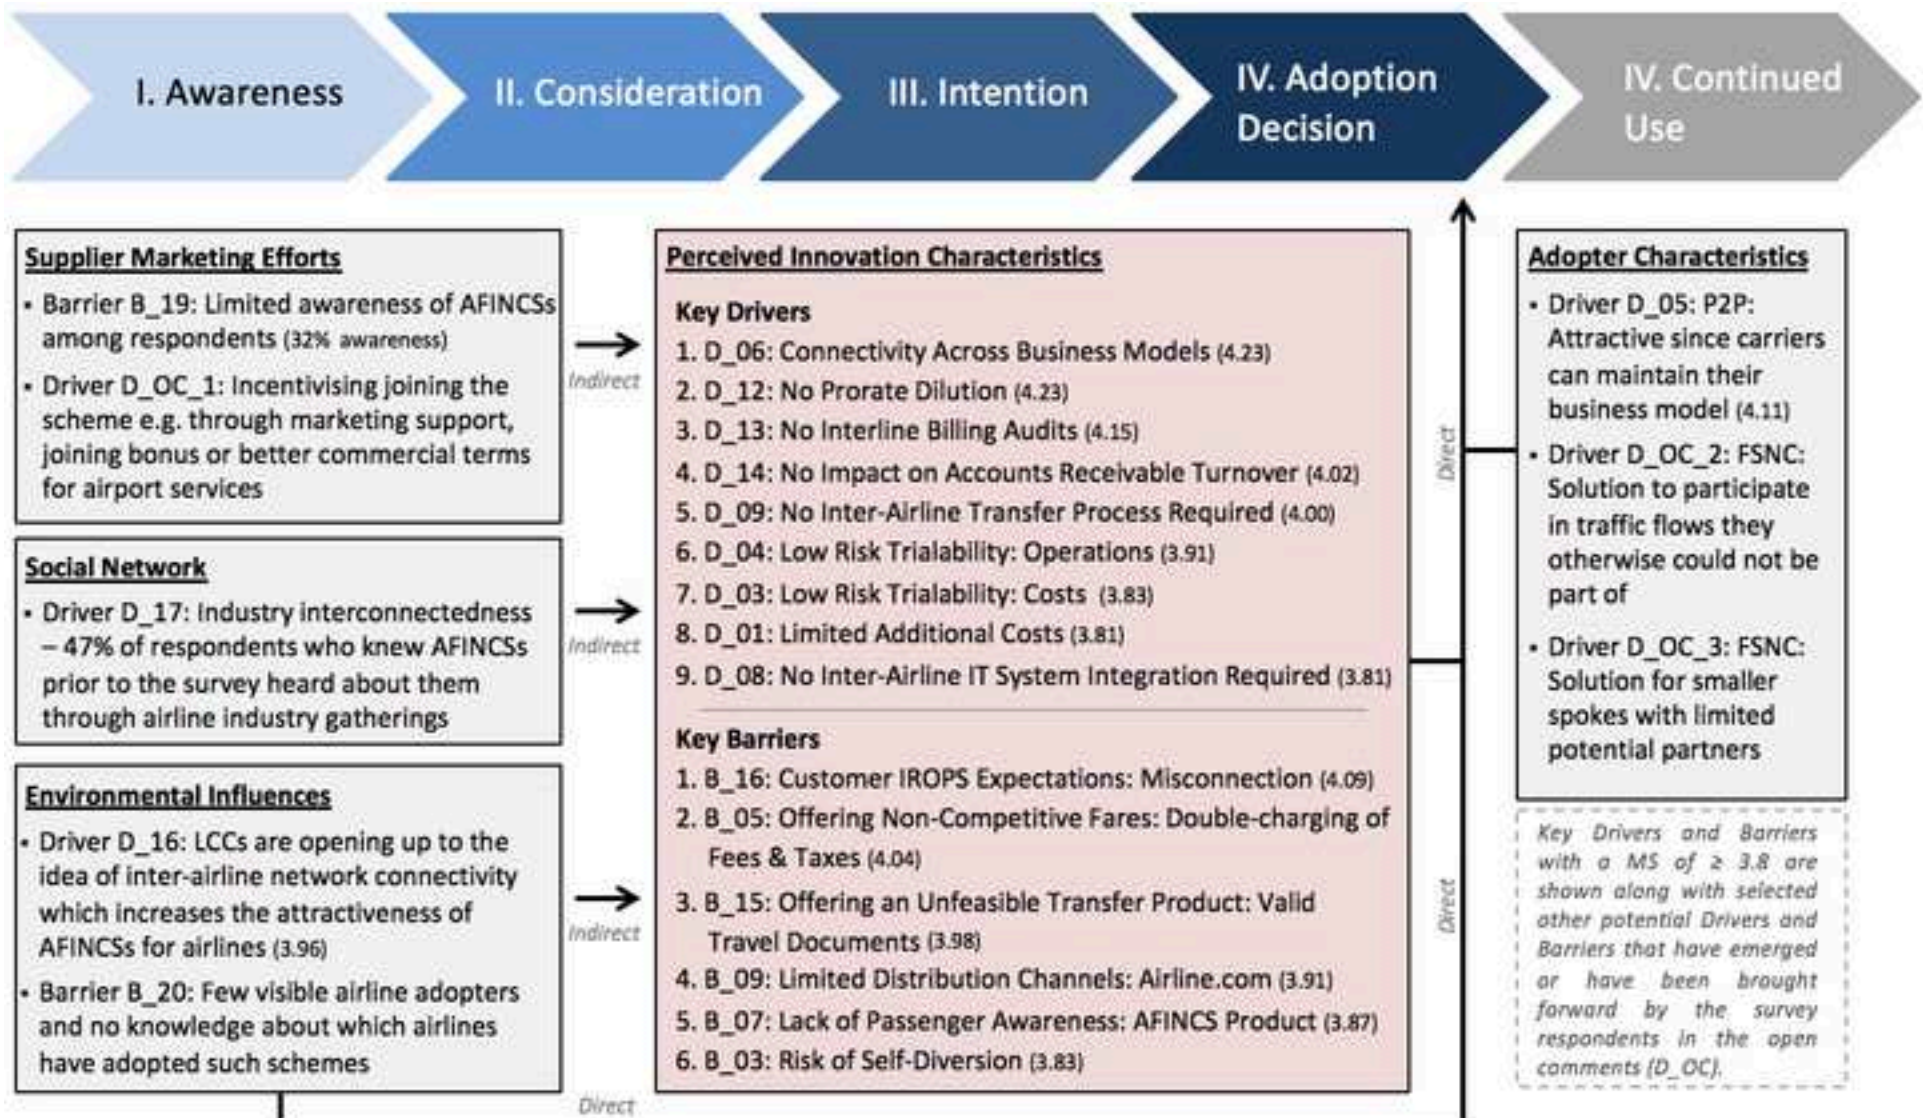 I. Awareness
II. Consideration
III. Intention
IV. Adoption
Decision
IV. Continued
Use
Supplier Marketing Efforts
▪ Barrier B_19: Limited awareness of AFINCSs
among respondents (32% awareness)
▪ Driver D_OC_1: Incentivising joining the
scheme e.g. through marketing support,
joining bonus or better commercial terms
for airport services
Indirect
Social Network
▪ Driver D_17: Industry interconnectedness
– 47% of respondents who knew AFINCSs
prior to the survey heard about them
through airline industry gatherings
Indirect
Environmental Influences
▪ Driver D_16: LCCs are opening up to the
idea of inter-airline network connectivity
which increases the attractiveness of
AFINCSs for airlines (3.96)
▪ Barrier B_20: Few visible airline adopters
and no knowledge about which airlines
have adopted such schemes
Indirect
Direct
Perceived Innovation Characteristics
Key Drivers
1. D_06: Connectivity Across Business Models (4.23)
2. D_12: No Prorate Dilution (4.23)
3. D_13: No Interline Billing Audits (4.15)
4. D_14: No Impact on Accounts Receivable Turnover (4.02)
5. D_09: No Inter-Airline Transfer Process Required (4.00)
6. D_04: Low Risk Trialability: Operations (3.91)
7. D_03: Low Risk Trialability: Costs (3.83)
8. D_01: Limited Additional Costs (3.81)
9. D_08: No Inter-Airline IT System Integration Required (3.81)
Key Barriers
1. B_16: Customer IROPS Expectations: Misconnection (4.09)
2. B_05: Offering Non-Competitive Fares: Double-charging of
Fees & Taxes (4.04)
3. B_15: Offering an Unfeasible Transfer Product: Valid
Travel Documents (3.98)
4. B_09: Limited Distribution Channels: Airline.com (3.91)
5. B_07: Lack of Passenger Awareness: AFINCS Product (3.87)
6. B_03: Risk of Self-Diversion (3.83)
Direct
Direct
Adopter Characteristics
▪ Driver D_05: P2P:
Attractive since carriers
can maintain their
business model (4.11)
▪ Driver D_OC_2: FSNC:
Solution to participate
in traffic flows they
otherwise could not be
part of
▪ Driver D_OC_3: FSNC:
Solution for smaller
spokes with limited
potential partners
Key Drivers and Barriers
with a MS of ≥ 3.8 are
shown along with selected
other potential Drivers and
Barriers that have emerged
or have been brought
forward by the survey
respondents in the open
comments (D_OC).